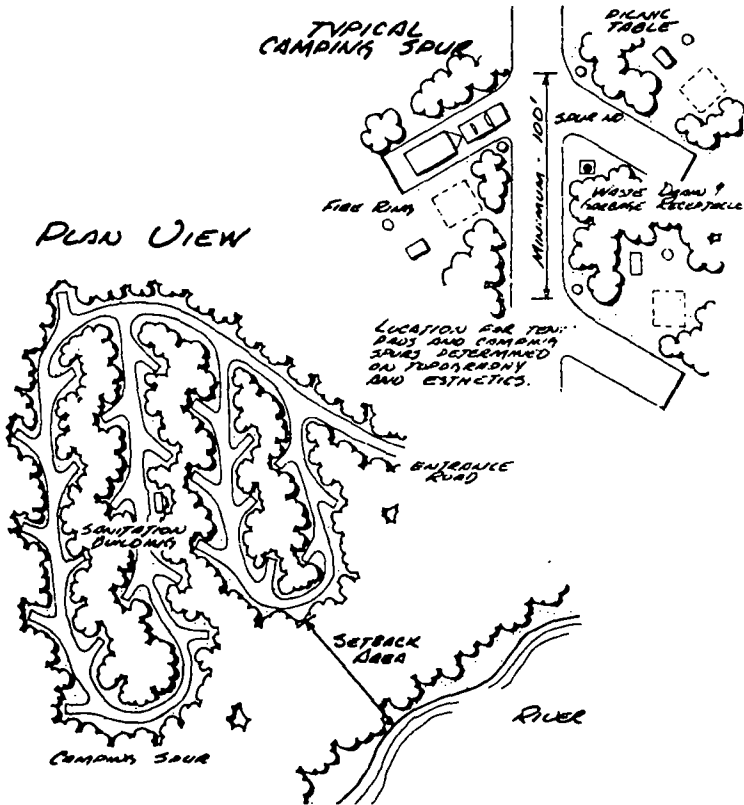 TYPICAL
CAMPING SPUR
PICNIC
TABLE
SPUR NO
MINIMUM - 100'
FIRE RING
WASTE DRAIN &
GARBAGE RECEPTACLE
PLAN VIEW
LOCATION FOR TENT
PADS AND CAMPING
SPURS DETERMINED
ON TOPOGRAPHY
AND ESTHETICS.
ENTRANCE
ROAD
SANITATION
BUILDING
SETBACK
AREA
RIVER
CAMPING SPUR